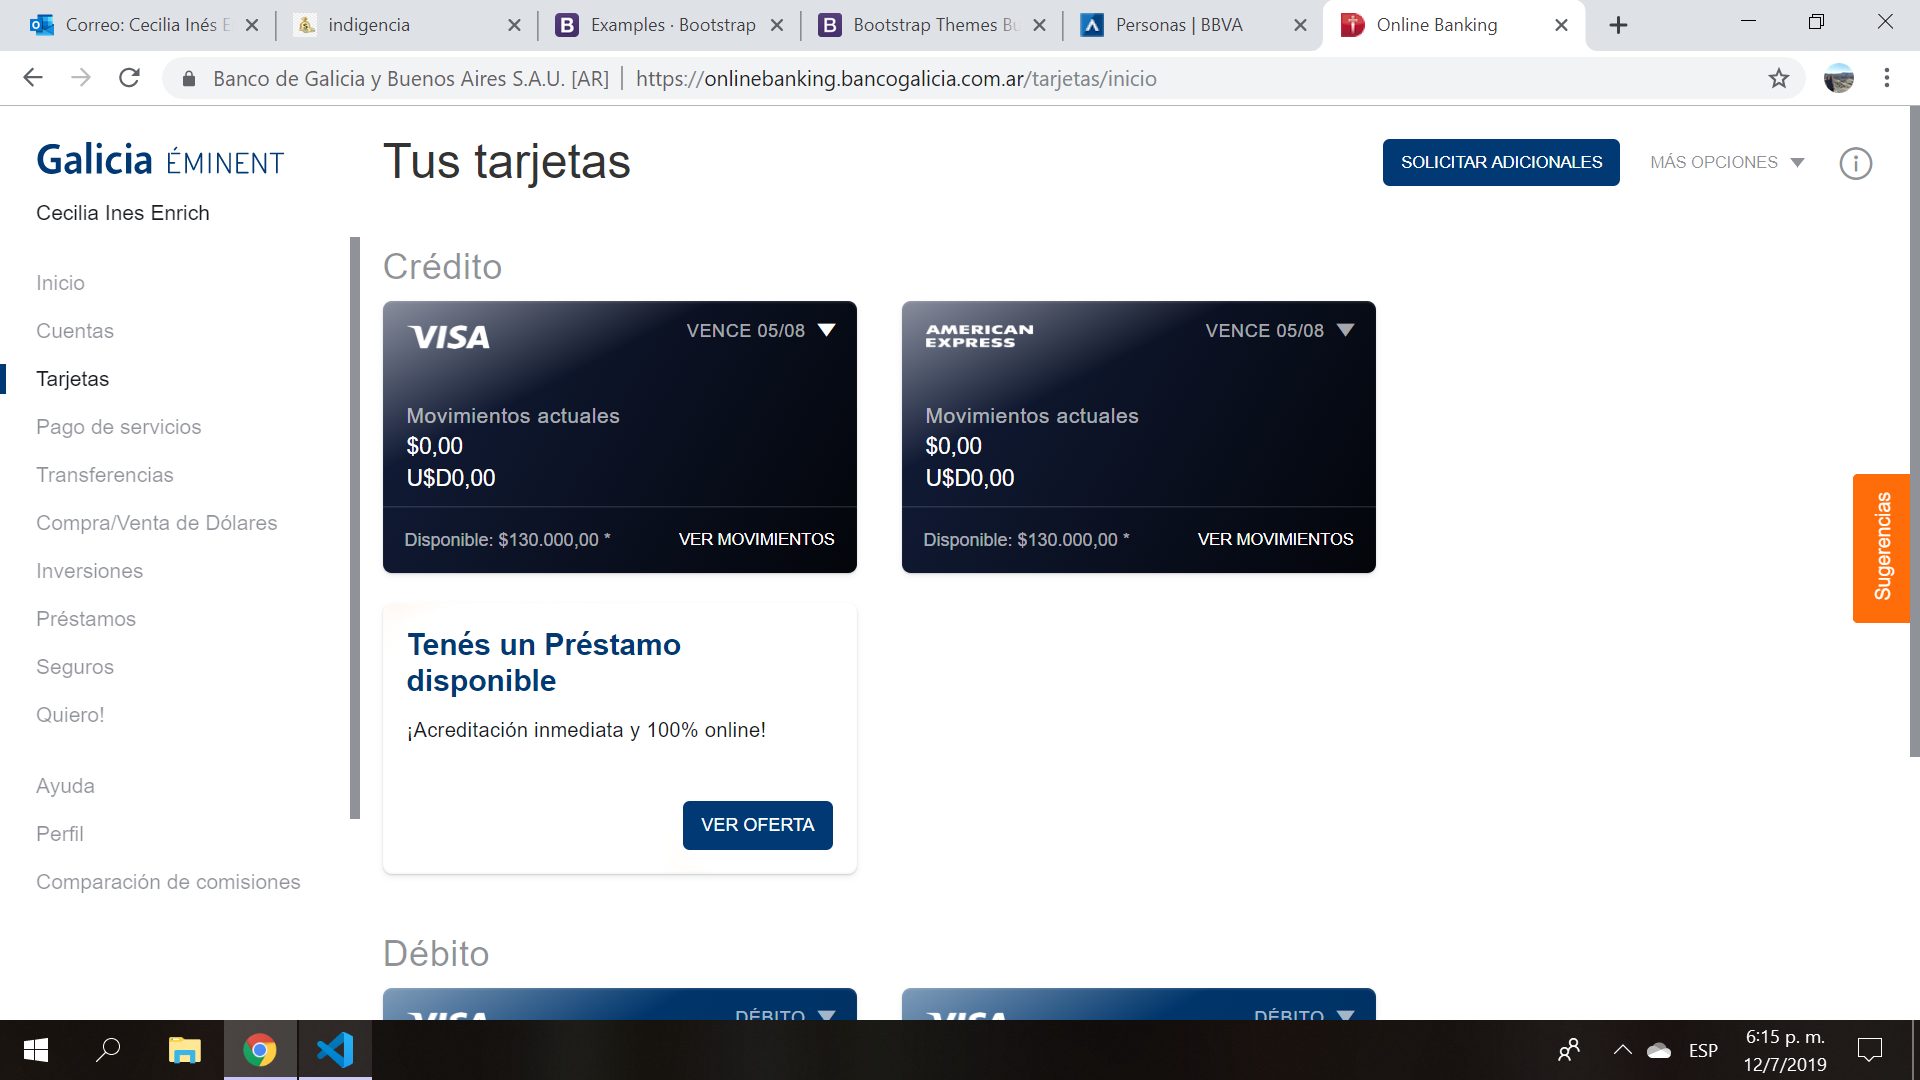 Correo: Cecilia Inés E
indigencia
Examples · Bootstrap
Bootstrap Themes Bu
Personas | BBVA
Online Banking
Banco de Galicia y Buenos Aires S.A.U. [AR] | https://onlinebanking.bancogalicia.com.ar/tarjetas/inicio
Galicia ÉMINENT
Cecilia Ines Enrich
Inicio
Cuentas
Tarjetas
Pago de servicios
Transferencias
Compra/Venta de Dólares
Inversiones
Préstamos
Seguros
Quiero!
Ayuda
Perfil
Comparación de comisiones
Tus tarjetas
SOLICITAR ADICIONALES
MÁS OPCIONES
Crédito
VISA
VENCE 05/08
Movimientos actuales
$0,00
U$D0,00
Disponible: $130.000,00 *
VER MOVIMIENTOS
AMERICAN
EXPRESS
VENCE 05/08
Movimientos actuales
$0,00
U$D0,00
Disponible: $130.000,00 *
VER MOVIMIENTOS
Tenés un Préstamo
disponible
¡Acreditación inmediata y 100% online!
VER OFERTA
Débito
VISA
DÉBITO
VISA
DÉBITO
Sugerencias
ESP
6:15 p. m.
12/7/2019